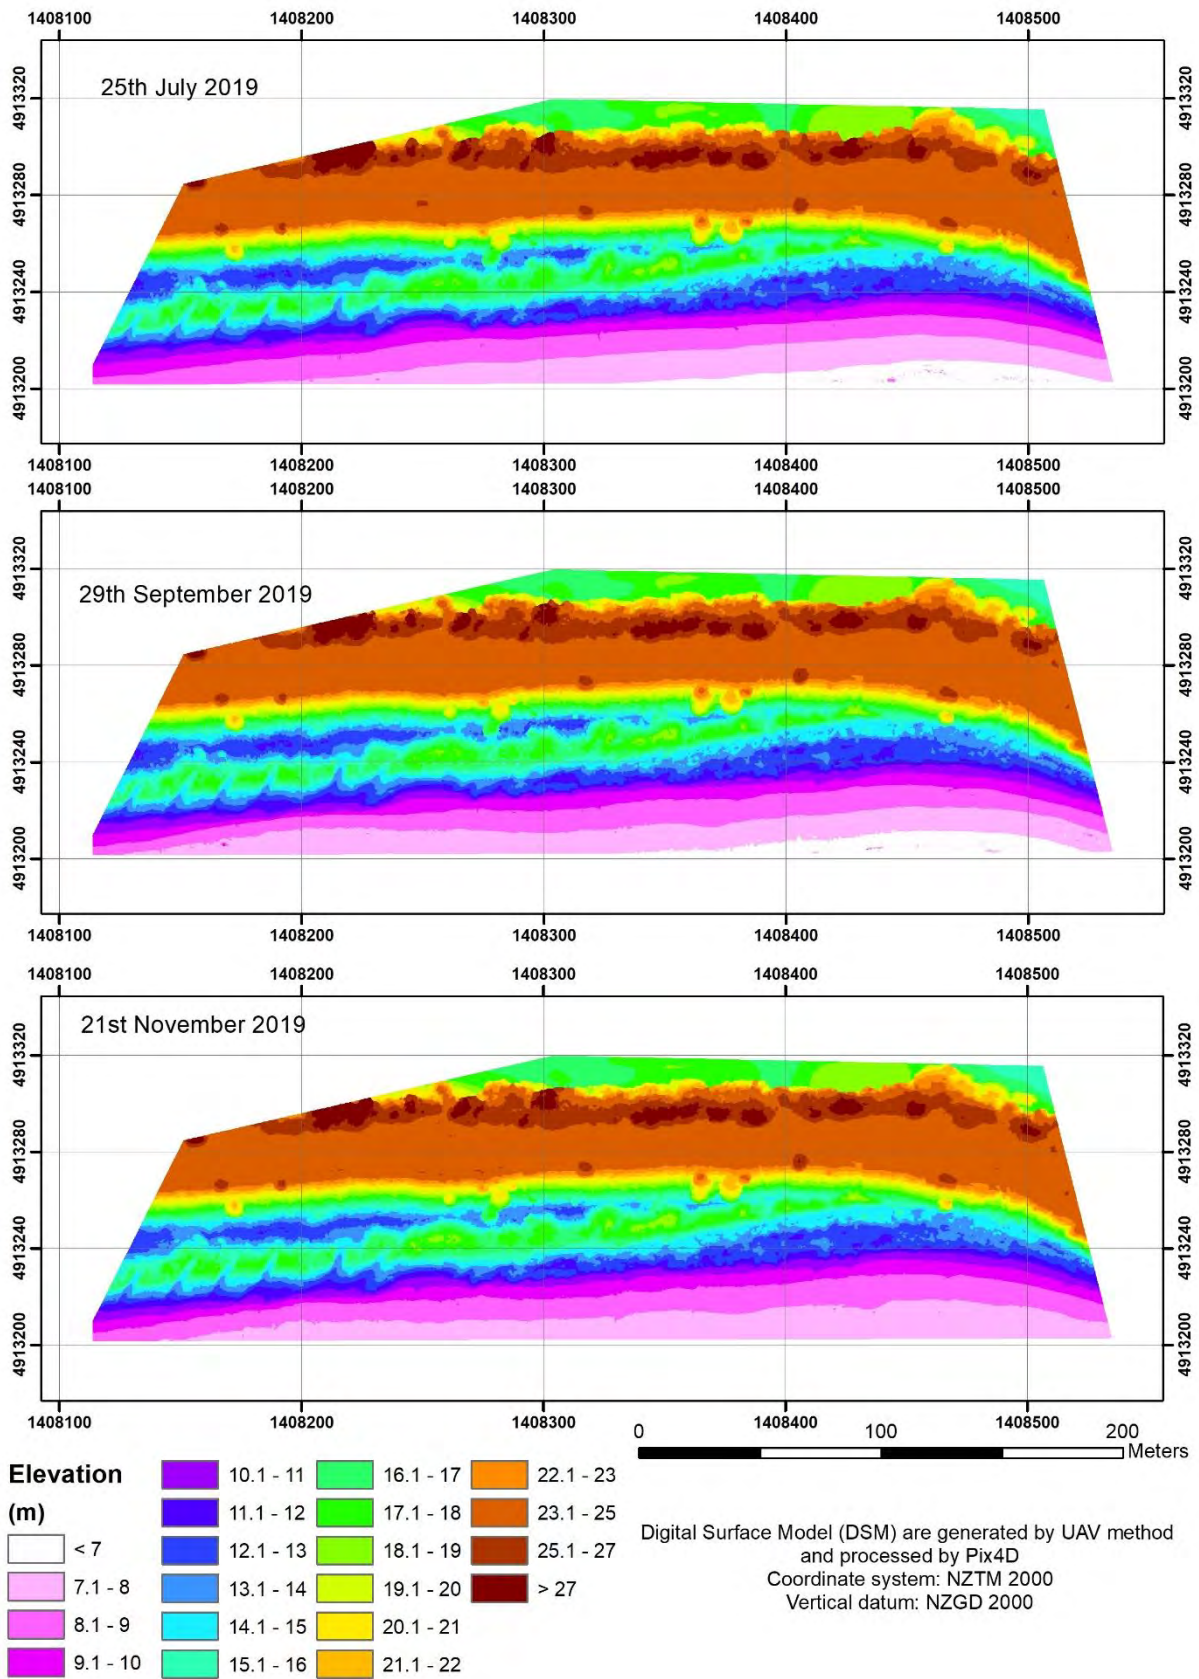 1408100 1408200 1408300 1408400 1408500
25th July 2019
4913320 4913320
4913280 4913280
4913240 4913240
4913200 4913200
1408100 1408200 1408300 1408400 1408500
1408100 1408200 1408300 1408400 1408500
29th September 2019
4913320 4913320
4913280 4913280
4913240 4913240
4913200 4913200
1408100 1408200 1408300 1408400 1408500
1408100 1408200 1408300 1408400 1408500
21st November 2019
4913320 4913320
4913280 4913280
4913240 4913240
4913200 4913200
1408100 1408200 1408300 1408400 1408500
0 100 200
Meters
Elevation
(m)
< 7
7.1 - 8
8.1 - 9
9.1 - 10
10.1 - 11
11.1 - 12
12.1 - 13
13.1 - 14
14.1 - 15
15.1 - 16
16.1 - 17
17.1 - 18
18.1 - 19
19.1 - 20
20.1 - 21
21.1 - 22
22.1 - 23
23.1 - 25
25.1 - 27
> 27
Digital Surface Model (DSM) are generated by UAV method
and processed by Pix4D
Coordinate system: NZTM 2000
Vertical datum: NZGD 2000